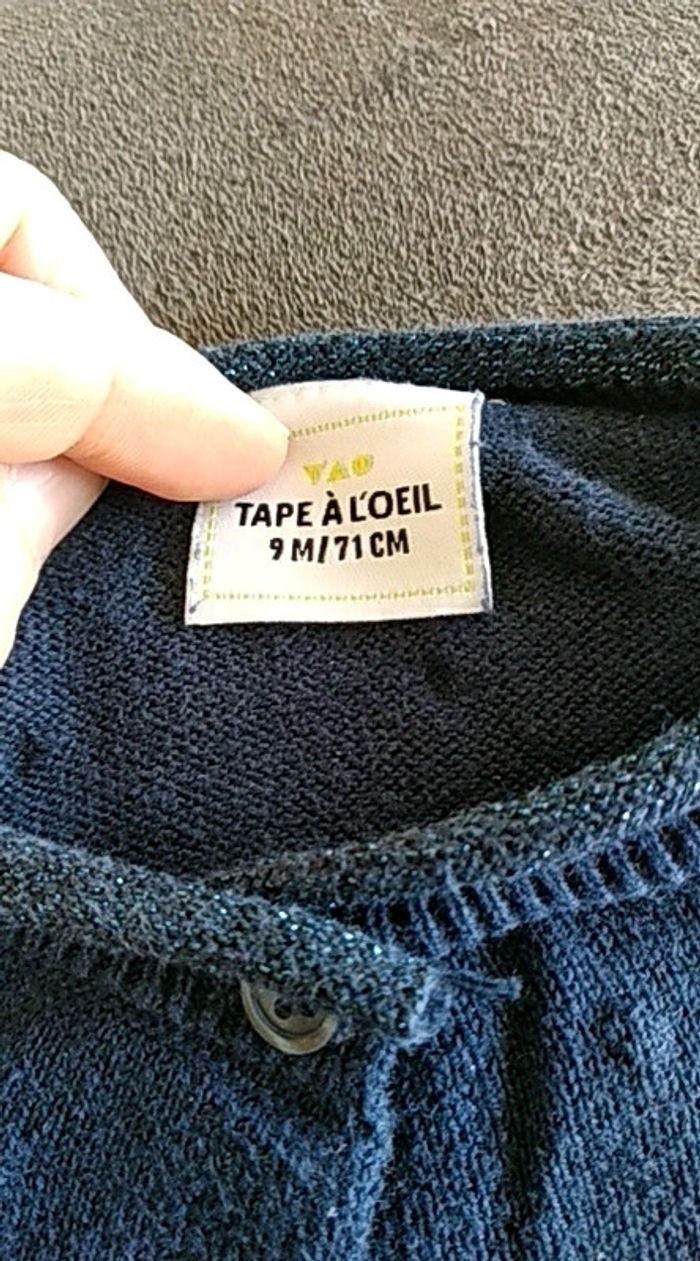 TAO
TAPE À L'OEIL
9 M/71 CM